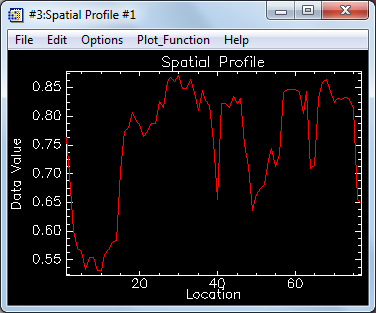 #3:Spatial Profile #1
File Edit Options Plot_Function Help
Spatial Profile
0.85
0.80
0.75
0.70
0.65
0.60
0.55
Data Value
20 40 60
Location